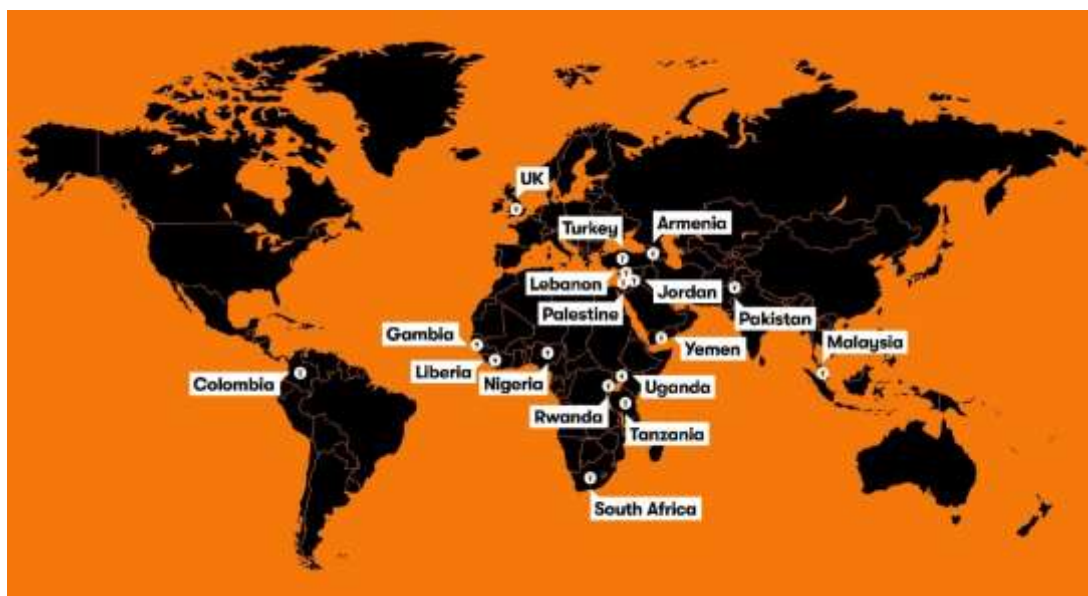 UK
Turkey
Armenia
Lebanon
Jordan
Palestine
Pakistan
Gambia
Yemen
Malaysia
Liberia
Colombia
Nigeria
Uganda
Rwanda
Tanzania
South Africa